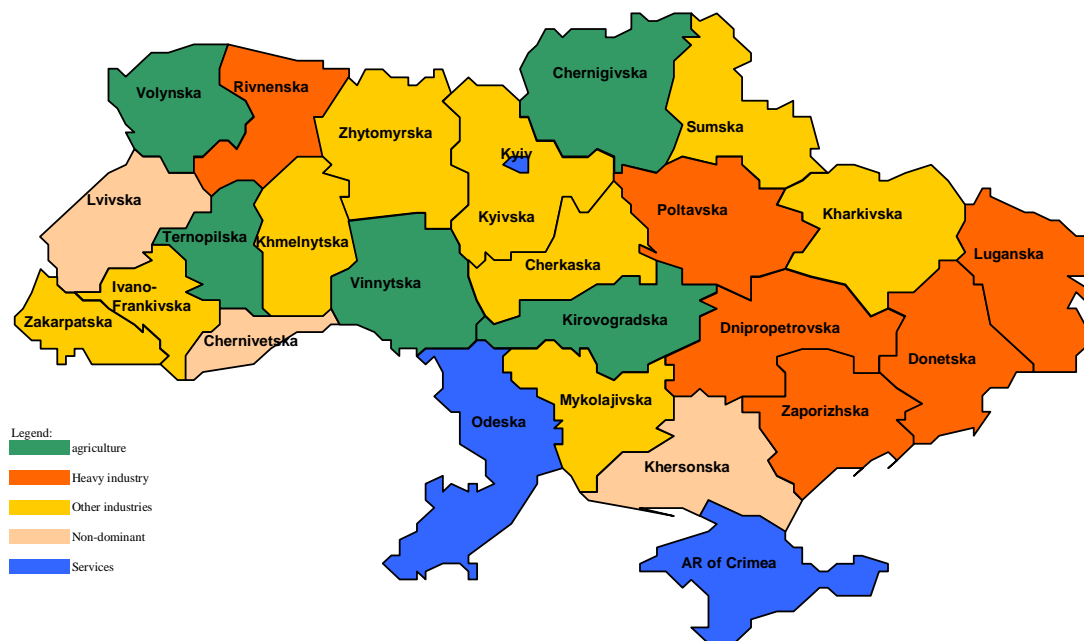 Chernigivska
Volynska
Rivnenska
Sumska
Zhytomyrska
Kyiv
Lvivska
Poltavska
Kyivska
Kharkivska
Ternopilska
Khmelnytska
Luganska
Cherkaska
Vinnytska
Ivano-
Frankivska
Zakarpatska
Kirovogradska
Dnipropetrovska
Chernivetska
Donetska
Mykolajivska
Zaporizhska
Odeska
Khersonska
AR of Crimea
Legend:
agriculture
Heavy industry
Other industries
Non-dominant
Services